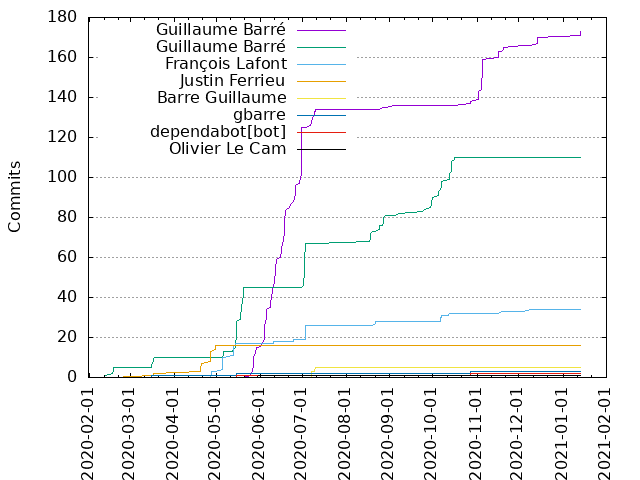 180
160
140
120
100
80
60
40
20
0
Commits
Guillaume Barré
Guillaume Barré
François Lafont
Justin Ferrieu
Barre Guillaume
gbarre
dependabot[bot]
Olivier Le Cam
2020-02-01
2020-03-01
2020-04-01
2020-05-01
2020-06-01
2020-07-01
2020-08-01
2020-09-01
2020-10-01
2020-11-01
2020-12-01
2021-01-01
2021-02-01